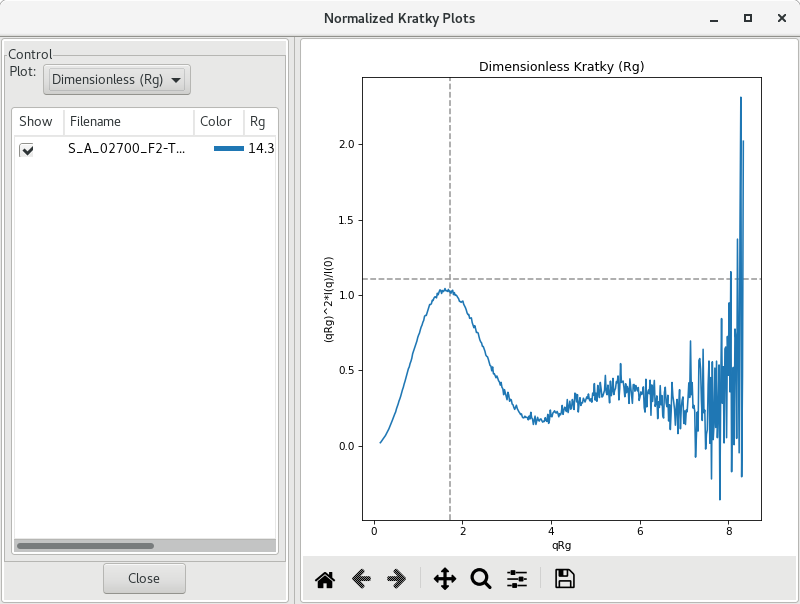 Normalized Kratky Plots
Control
Plot:
Dimensionless (Rg)
Show Filename Color Rg
S_A_02700_F2-T... 14.3
Close
Dimensionless Kratky (Rg)
(qRg)^2*I(q)/I(0)
2.0
1.5
1.0
0.5
0.0
0 2 4 6 8
qRg